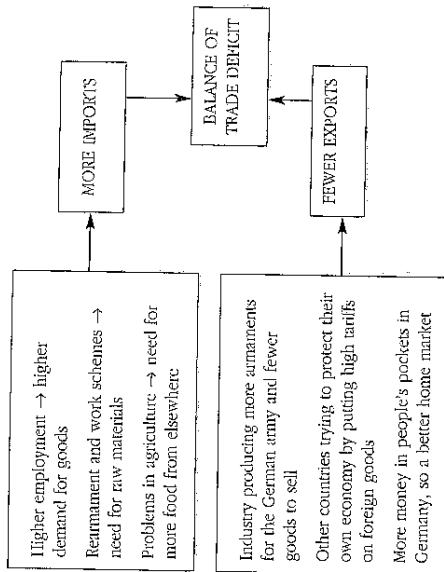 Higher employment → higher
demand for goods
Rearmament and work schemes →
need for raw materials
Problems in agriculture → need for
more food from elsewhere
MORE IMPORTS
BALANCE OF
TRADE DEFICIT
Industry producing more armaments
for the German army and fewer
goods to sell
Other countries trying to protect their
own economy by putting high tariffs
on foreign goods
More money in people's pockets in
Germany, so a better home market
FEWER EXPORTS